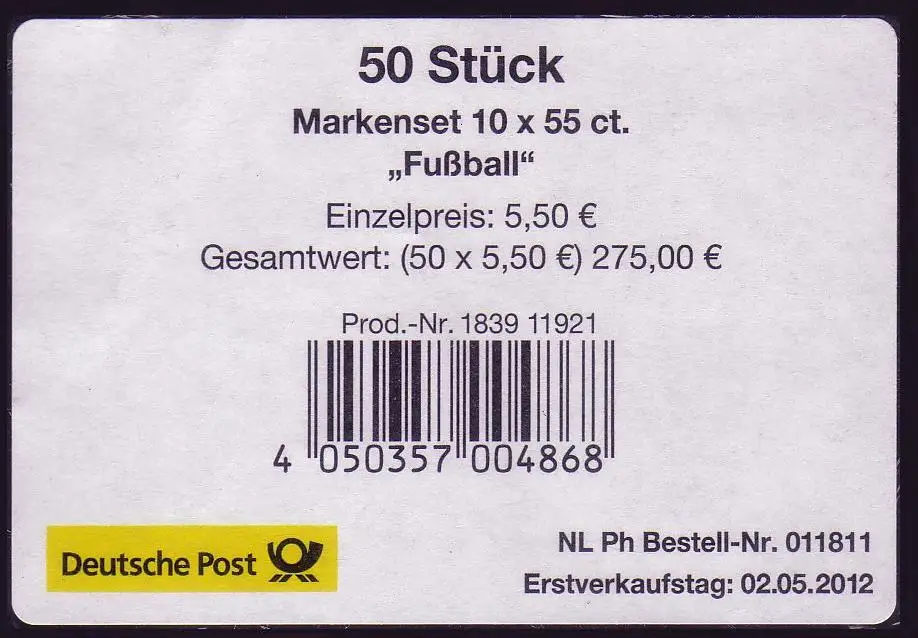 50 Stück
Markenset 10 x 55 ct.
„Fußball“
Einzelpreis: 5,50 €
Gesamtwert: (50 x 5,50 €) 275,00 €
Prod.-Nr. 1839 11921
4 050357 004868
Deutsche Post
NL Ph Bestell-Nr. 011811
Erstverkaufstag: 02.05.2012